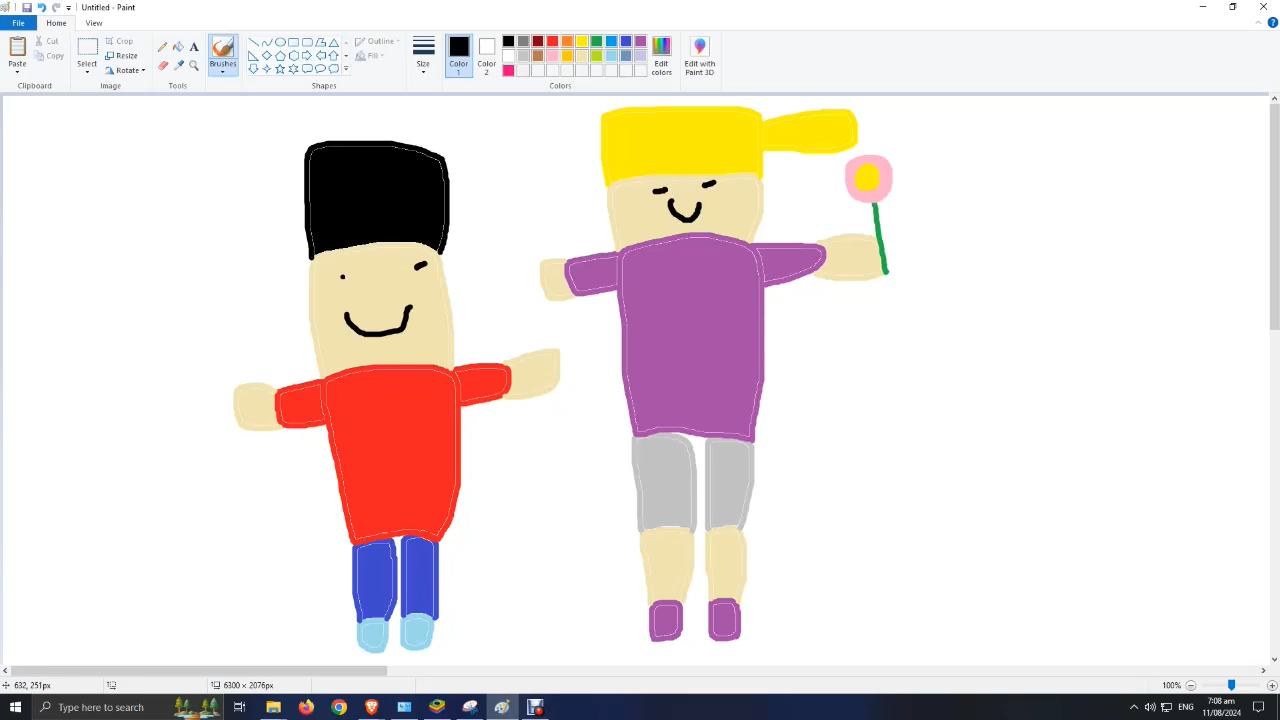 Untitled - Paint
File Home View
Paste
Cut
Copy
Clipboard
Select
Crop
Resize
Rotate
Image
A
Tools
Brushes
Outline
Fill
Shapes
Size
Color 1
Color 2
Colors
Edit colors
Edit with Paint 3D
632, 251px
6300 × 2076px
100%
Type here to search
ENG
7:08 am
11/08/2024